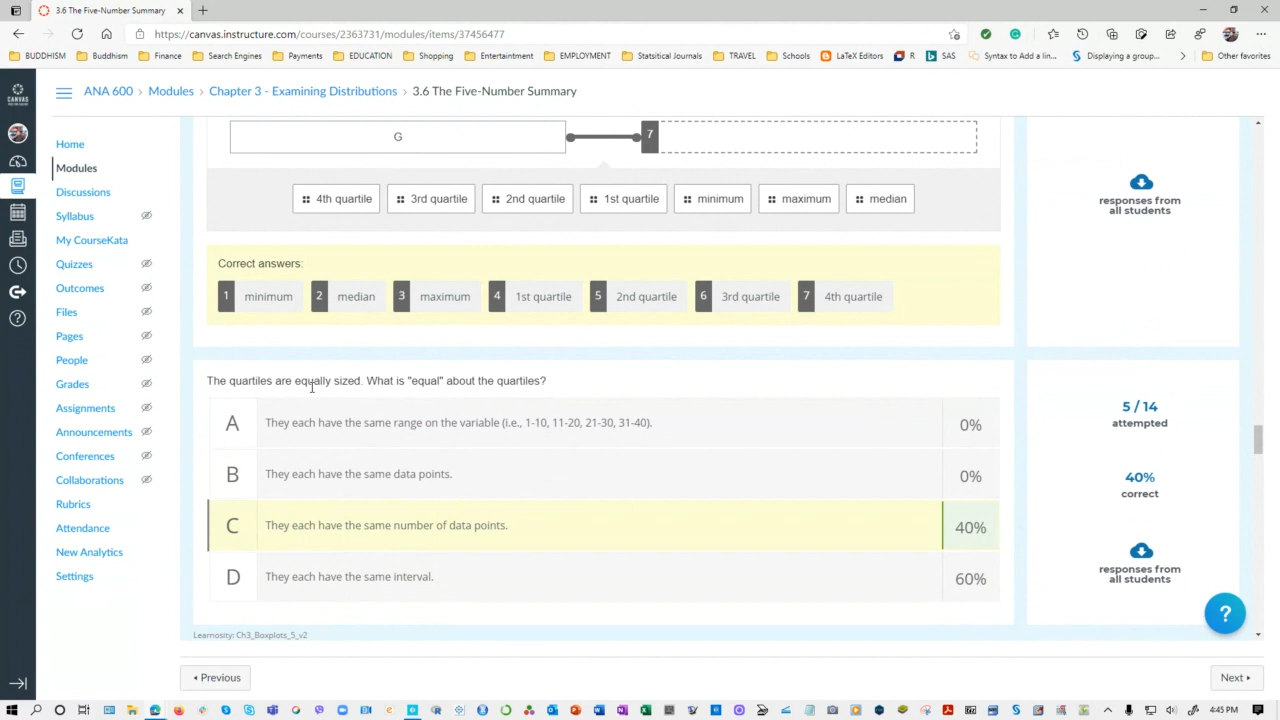 3.6 The Five-Number Summary
https://canvas.instructure.com/courses/2363731/modules/items/37456477
BUDDHISM Buddhism Finance Search Engines Payments EDUCATION Shopping Entertainment EMPLOYMENT Statsitical Journals TRAVEL Schools LaTeX Editors R SAS Syntax to Add a lin... Displaying a group... Other favorites
CANVAS
ANA 600 › Modules › Chapter 3 - Examining Distributions › 3.6 The Five-Number Summary
Home
Modules
Discussions
Syllabus
My CourseKata
Quizzes
Outcomes
Files
Pages
People
Grades
Assignments
Announcements
Conferences
Collaborations
Rubrics
Attendance
New Analytics
Settings
G 7
4th quartile 3rd quartile 2nd quartile 1st quartile minimum maximum median
responses from
all students
Correct answers:
1 minimum 2 median 3 maximum 4 1st quartile 5 2nd quartile 6 3rd quartile 7 4th quartile
The quartiles are equally sized. What is "equal" about the quartiles?
A They each have the same range on the variable (i.e., 1-10, 11-20, 21-30, 31-40). 0%
B They each have the same data points. 0%
C They each have the same number of data points. 40%
D They each have the same interval. 60%
5 / 14
attempted
40%
correct
responses from
all students
?
Learnosity: Ch3_Boxplots_5_v2
Previous
Next
4:45 PM